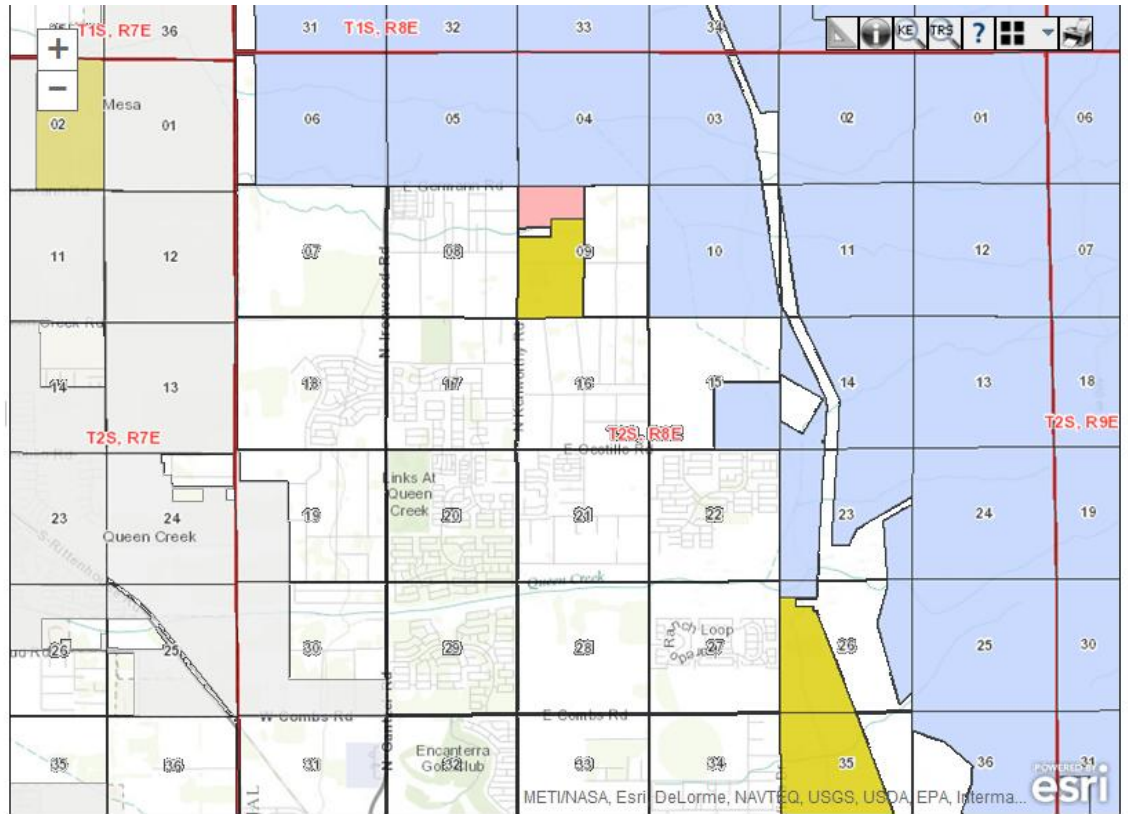 T1S, R7E 36 31 T1S, R8E 32 33 34
KE TRS ?
+
−
Mesa
02 01 06 05 04 03 02 01 06
E Germann Rd
11 12 07 08 09 10 11 12 07
N Ironwood Rd
Creek Rd
N Kenworthy Rd
14 13 18 17 16 15 14 13 18
T2S, R7E T2S, R8E T2S, R9E
E Ocotillo Rd
Links At
Queen
Creek
23 24 19 20 21 22 23 24 19
Queen Creek
S-Rittenhou
Queen Creek
26 25 30 29 28 27 26 25 30
Ranch Loop
W Combs Rd E Combs Rd
N Gantzel Rd
Encanterra
Golf Club
35 36 31 32 33 34 35 36 31
METI/NASA, Esri, DeLorme, NAVTEQ, USGS, USDA, EPA, Interma...
POWERED BY
esri